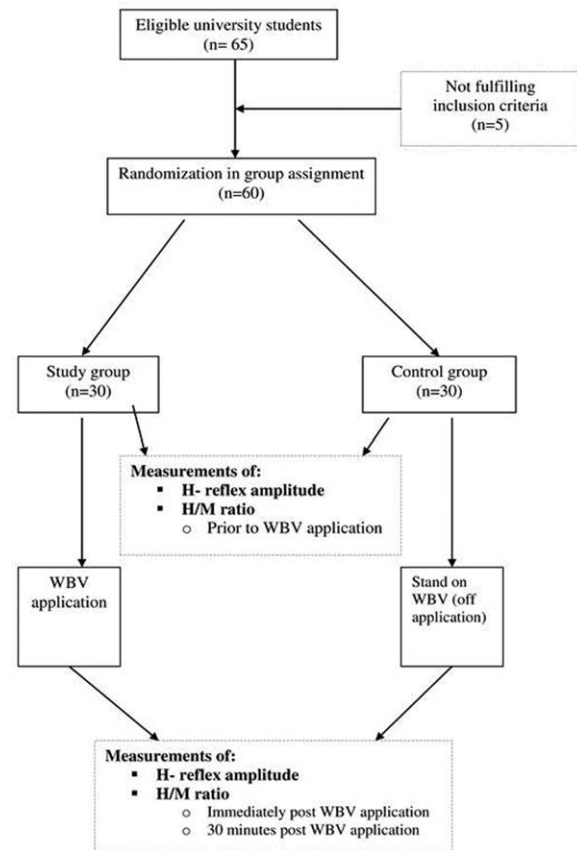 Eligible university students
(n= 65)
Not fulfilling
inclusion criteria
(n=5)
Randomization in group assignment
(n=60)
Study group
(n=30)
Control group
(n=30)
Measurements of:
▪ H- reflex amplitude
▪ H/M ratio
o Prior to WBV application
WBV
application
Stand on
WBV (off
application)
Measurements of:
▪ H- reflex amplitude
▪ H/M ratio
o Immediately post WBV application
o 30 minutes post WBV application